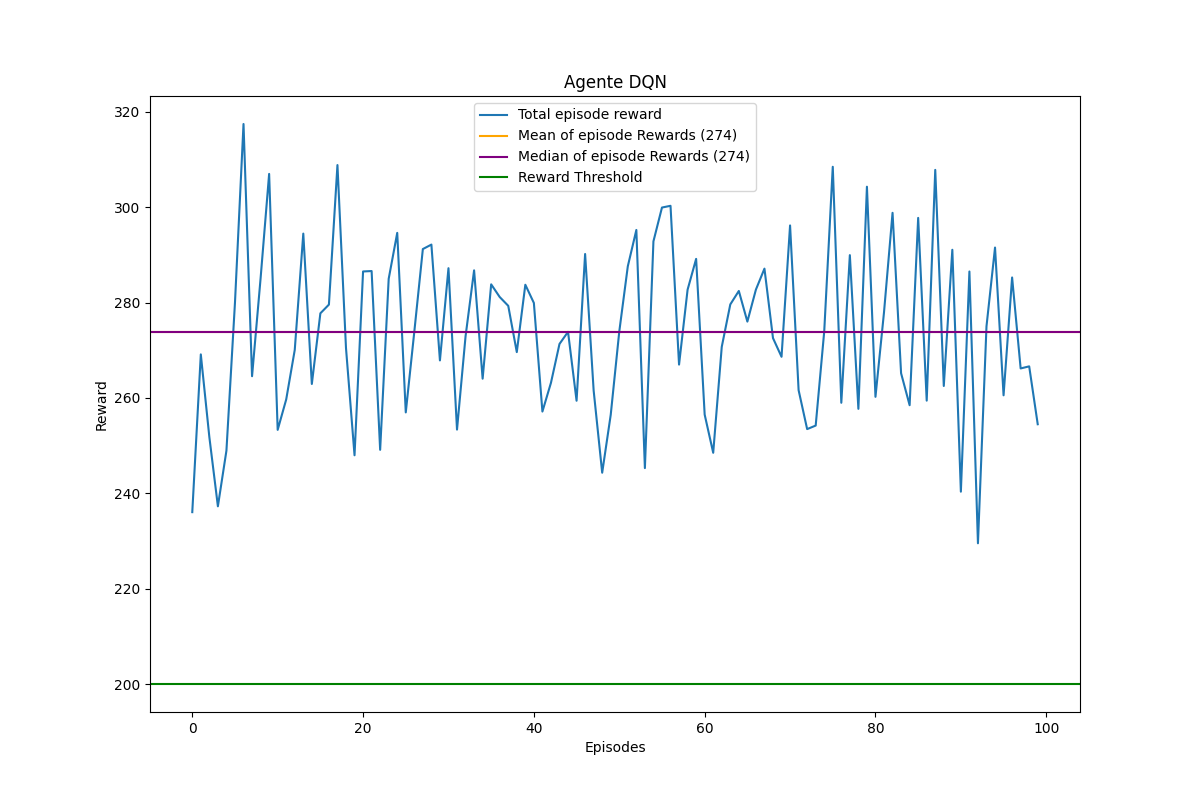 Agente DQN
Total episode reward
Mean of episode Rewards (274)
Median of episode Rewards (274)
Reward Threshold
320
300
280
260
240
220
200
Reward
0 20 40 60 80 100
Episodes